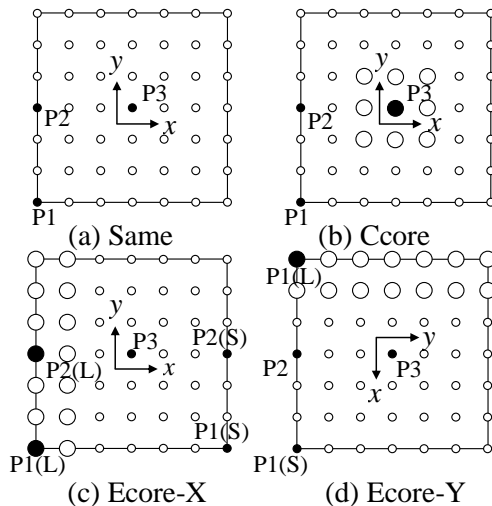 y
P3
P2
x
P1
(a) Same
y
P3
P2
x
P1
(b) Ccore
y
P3
P2(S)
P2(L)
x
P1(L)
P1(S)
(c) Ecore-X
P1(L)
y
P2
P3
x
P1(S)
(d) Ecore-Y